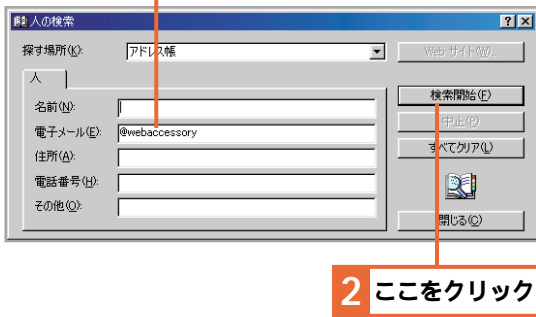 人の検索
探す場所(K): アドレス帳 Web サイト(W)...
人
名前(N):
電子メール(E): @webaccessory
住所(A):
電話番号(H):
その他(O):
検索開始(F)
中止(P)
すべてクリア(L)
閉じる(C)
2 ここをクリック